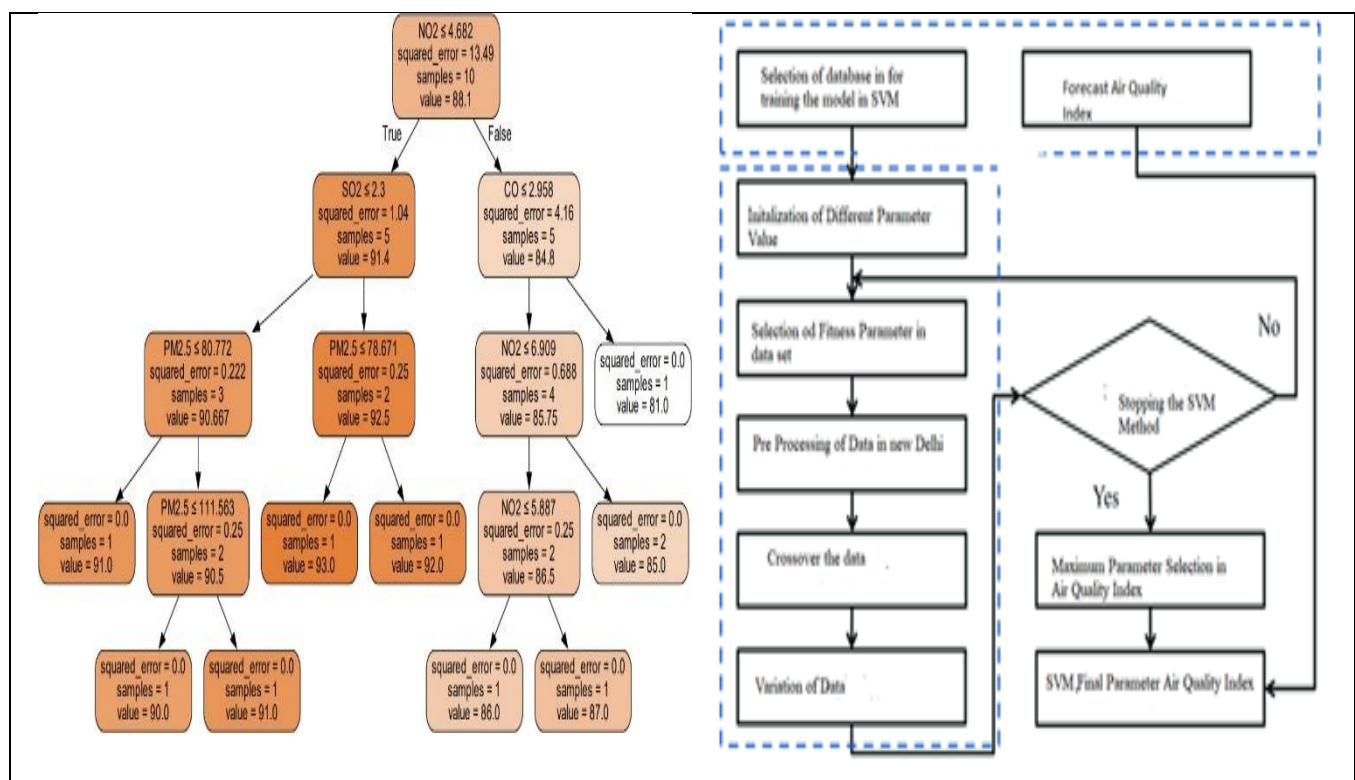 NO2 ≤ 4.682
squared_error = 13.49
samples = 10
value = 88.1
True
False
SO2 ≤ 2.3
squared_error = 1.04
samples = 5
value = 91.4
CO ≤ 2.958
squared_error = 4.16
samples = 5
value = 84.8
PM2.5 ≤ 80.772
squared_error = 0.222
samples = 3
value = 90.667
PM2.5 ≤ 78.671
squared_error = 0.25
samples = 2
value = 92.5
NO2 ≤ 6.909
squared_error = 0.688
samples = 4
value = 85.75
squared_error = 0.0
samples = 1
value = 81.0
squared_error = 0.0
samples = 1
value = 91.0
PM2.5 ≤ 111.563
squared_error = 0.25
samples = 2
value = 90.5
squared_error = 0.0
samples = 1
value = 93.0
squared_error = 0.0
samples = 1
value = 92.0
NO2 ≤ 5.887
squared_error = 0.25
samples = 2
value = 86.5
squared_error = 0.0
samples = 2
value = 85.0
squared_error = 0.0
samples = 1
value = 90.0
squared_error = 0.0
samples = 1
value = 91.0
squared_error = 0.0
samples = 1
value = 86.0
squared_error = 0.0
samples = 1
value = 87.0
Selection of database in for
training the model in SVM
Forecast Air Quality
Index
Initalization of Different Parameter
Value
Selection od Fitness Parameter in
data set
Pre Processing of Data in new Delhi
Crossover the data
Variation of Data
Stopping the SVM
Method
No
Yes
Maximum Parameter Selection in
Air Quality Index
SVM,Final Parameter Air Quality Index